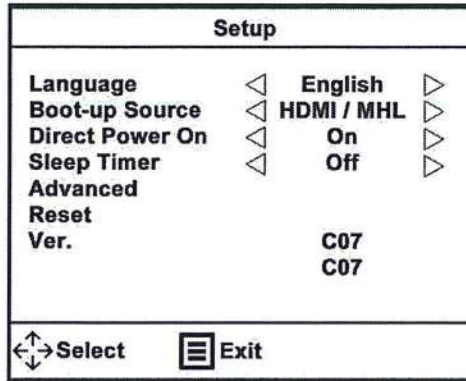 Setup
Language ◁ English ▷
Boot-up Source ◁ HDMI / MHL ▷
Direct Power On ◁ On ▷
Sleep Timer ◁ Off ▷
Advanced
Reset
Ver. C07
C07
Select Exit